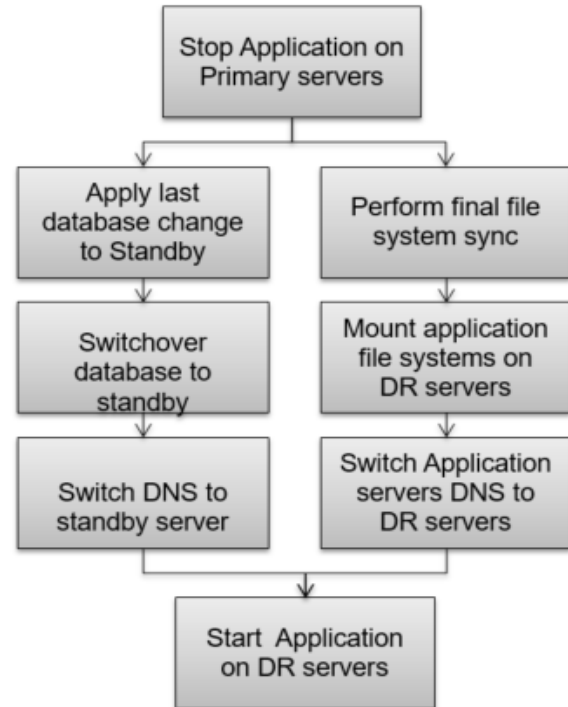 Stop Application on
Primary servers
Apply last
database change
to Standby
Perform final file
system sync
Switchover
database to
standby
Mount application
file systems on
DR servers
Switch DNS to
standby server
Switch Application
servers DNS to
DR servers
Start Application
on DR servers